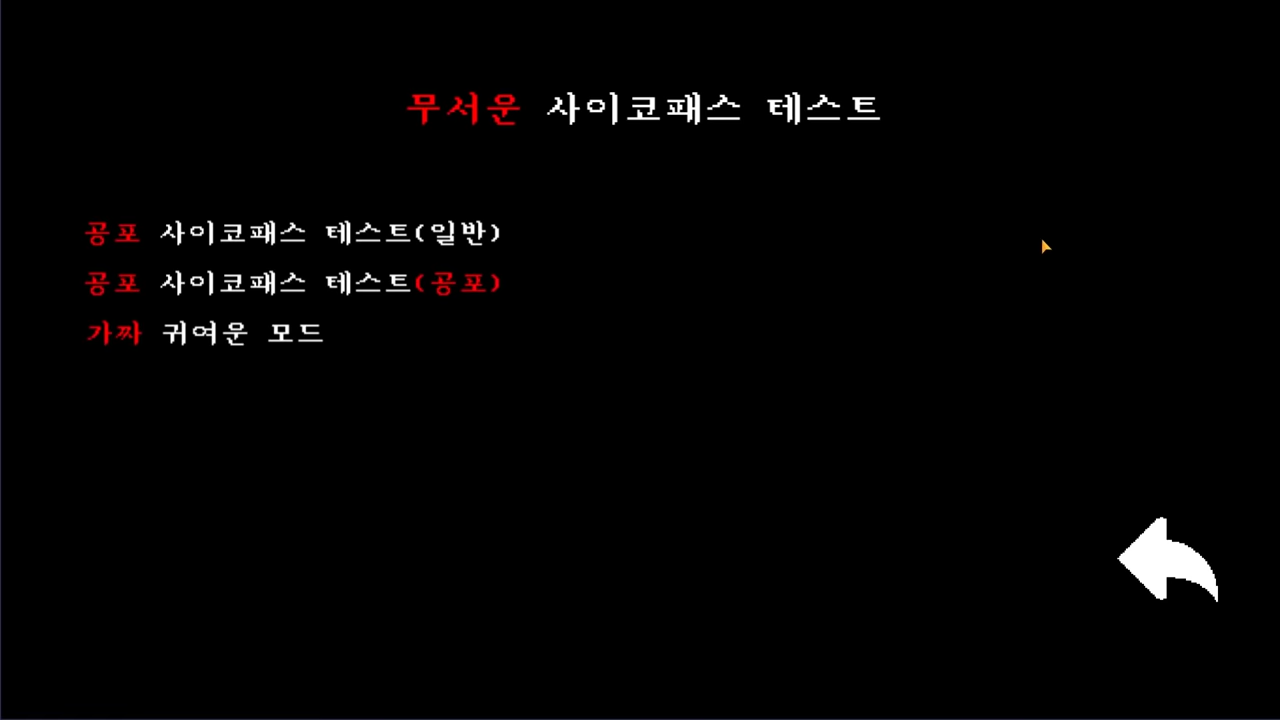 무서운 사이코패스 테스트
공포 사이코패스 테스트(일반)
공포 사이코패스 테스트(공포)
가짜 귀여운 모드